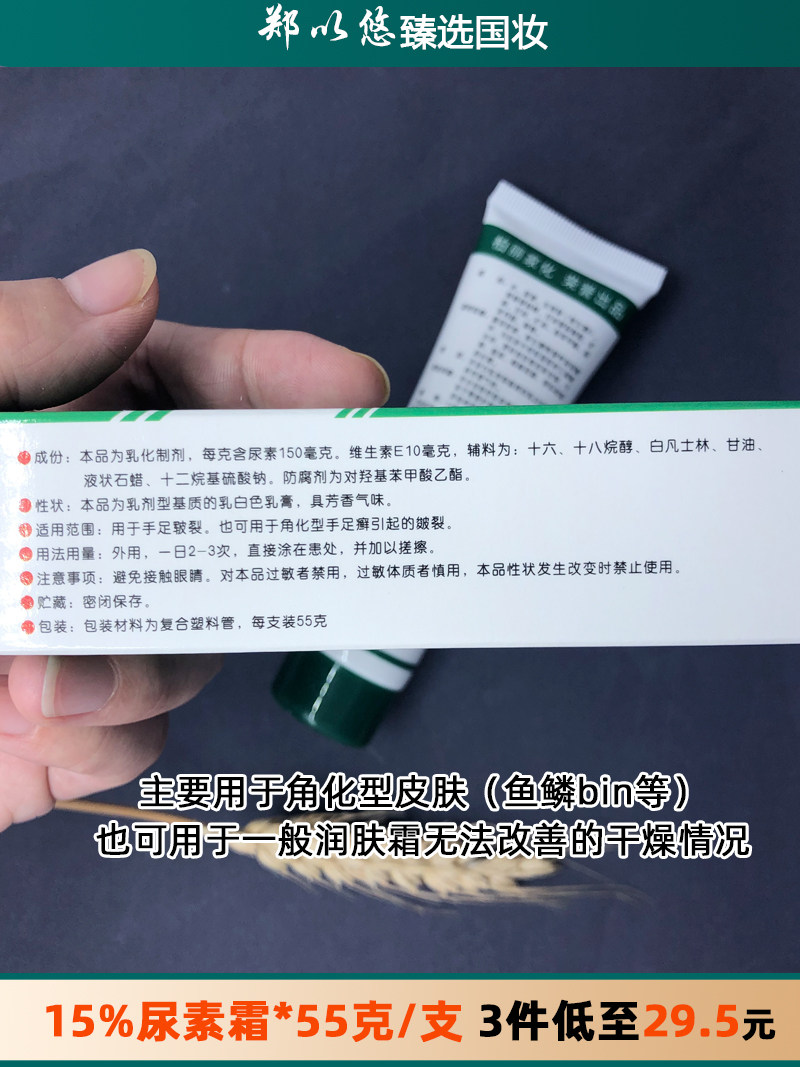 郑以悠臻选国妆
柏丽家化 荣誉出品
成份：本品为乳化制剂，每克含尿素150毫克。维生素E10毫克，辅料为：十六、十八烷醇、白凡士林、甘油、
液状石蜡、十二烷基硫酸钠。防腐剂为对羟基苯甲酸乙酯。
性状：本品为乳剂型基质的乳白色乳膏，具芳香气味。
适用范围：用于手足皲裂。也可用于角化型手足癣引起的皴裂。
用法用量：外用，一日2-3次，直接涂在患处，并加以搓擦。
注意事项：避免接触眼睛。对本品过敏者禁用，过敏体质者慎用，本品性状发生改变时禁止使用。
贮藏：密闭保存。
包装：包装材料为复合塑料管，每支装55克
主要用于角化型皮肤（鱼鳞bin等）
也可用于一般润肤霜无法改善的干燥情况
15%尿素霜*55克/支 3件低至29.5元